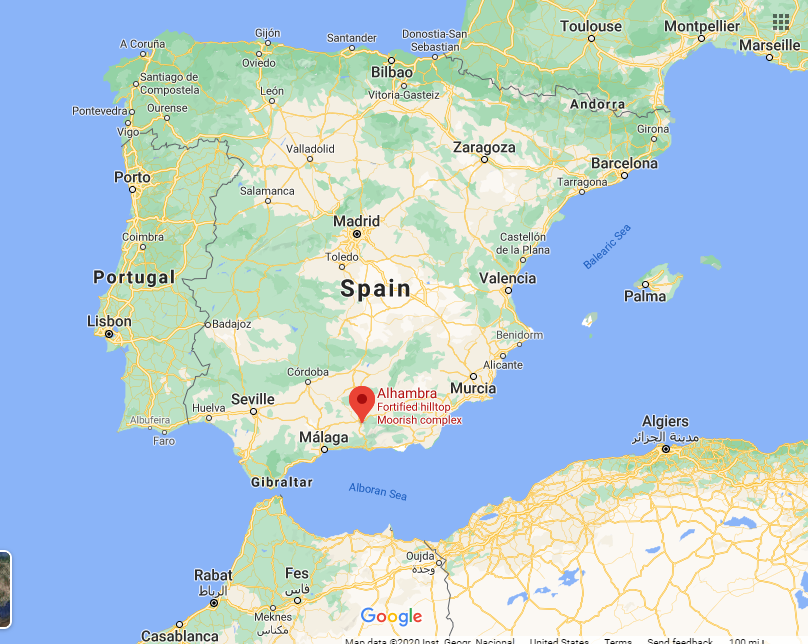 Toulouse
Montpellier
Marseille
Gijón
A Coruña
Santander
Donostia-San
Sebastian
Oviedo
Bilbao
Santiago de
Compostela
León
Vitoria-Gasteiz
Andorra
Pontevedra
Ourense
Vigo
Girona
Valladolid
Zaragoza
Barcelona
Porto
Salamanca
Tarragona
Madrid
Coimbra
Toledo
Castellón
de la Plana
Balearic Sea
Portugal
Spain
Valencia
Palma
Lisbon
Badajoz
Benidorm
Alicante
Córdoba
Murcia
Seville
Alhambra
Fortified hilltop
Moorish complex
Huelva
Albufeira
Faro
Málaga
Algiers
مدينة الجزائر
Gibraltar
Alboran Sea
Oujda
وجدة
Rabat
الرباط
Fes
فاس
Meknes
مكناس
Google
Casablanca
Map data ©2020 Inst. Geogr. Nacional United States Terms Send feedback 100 mi